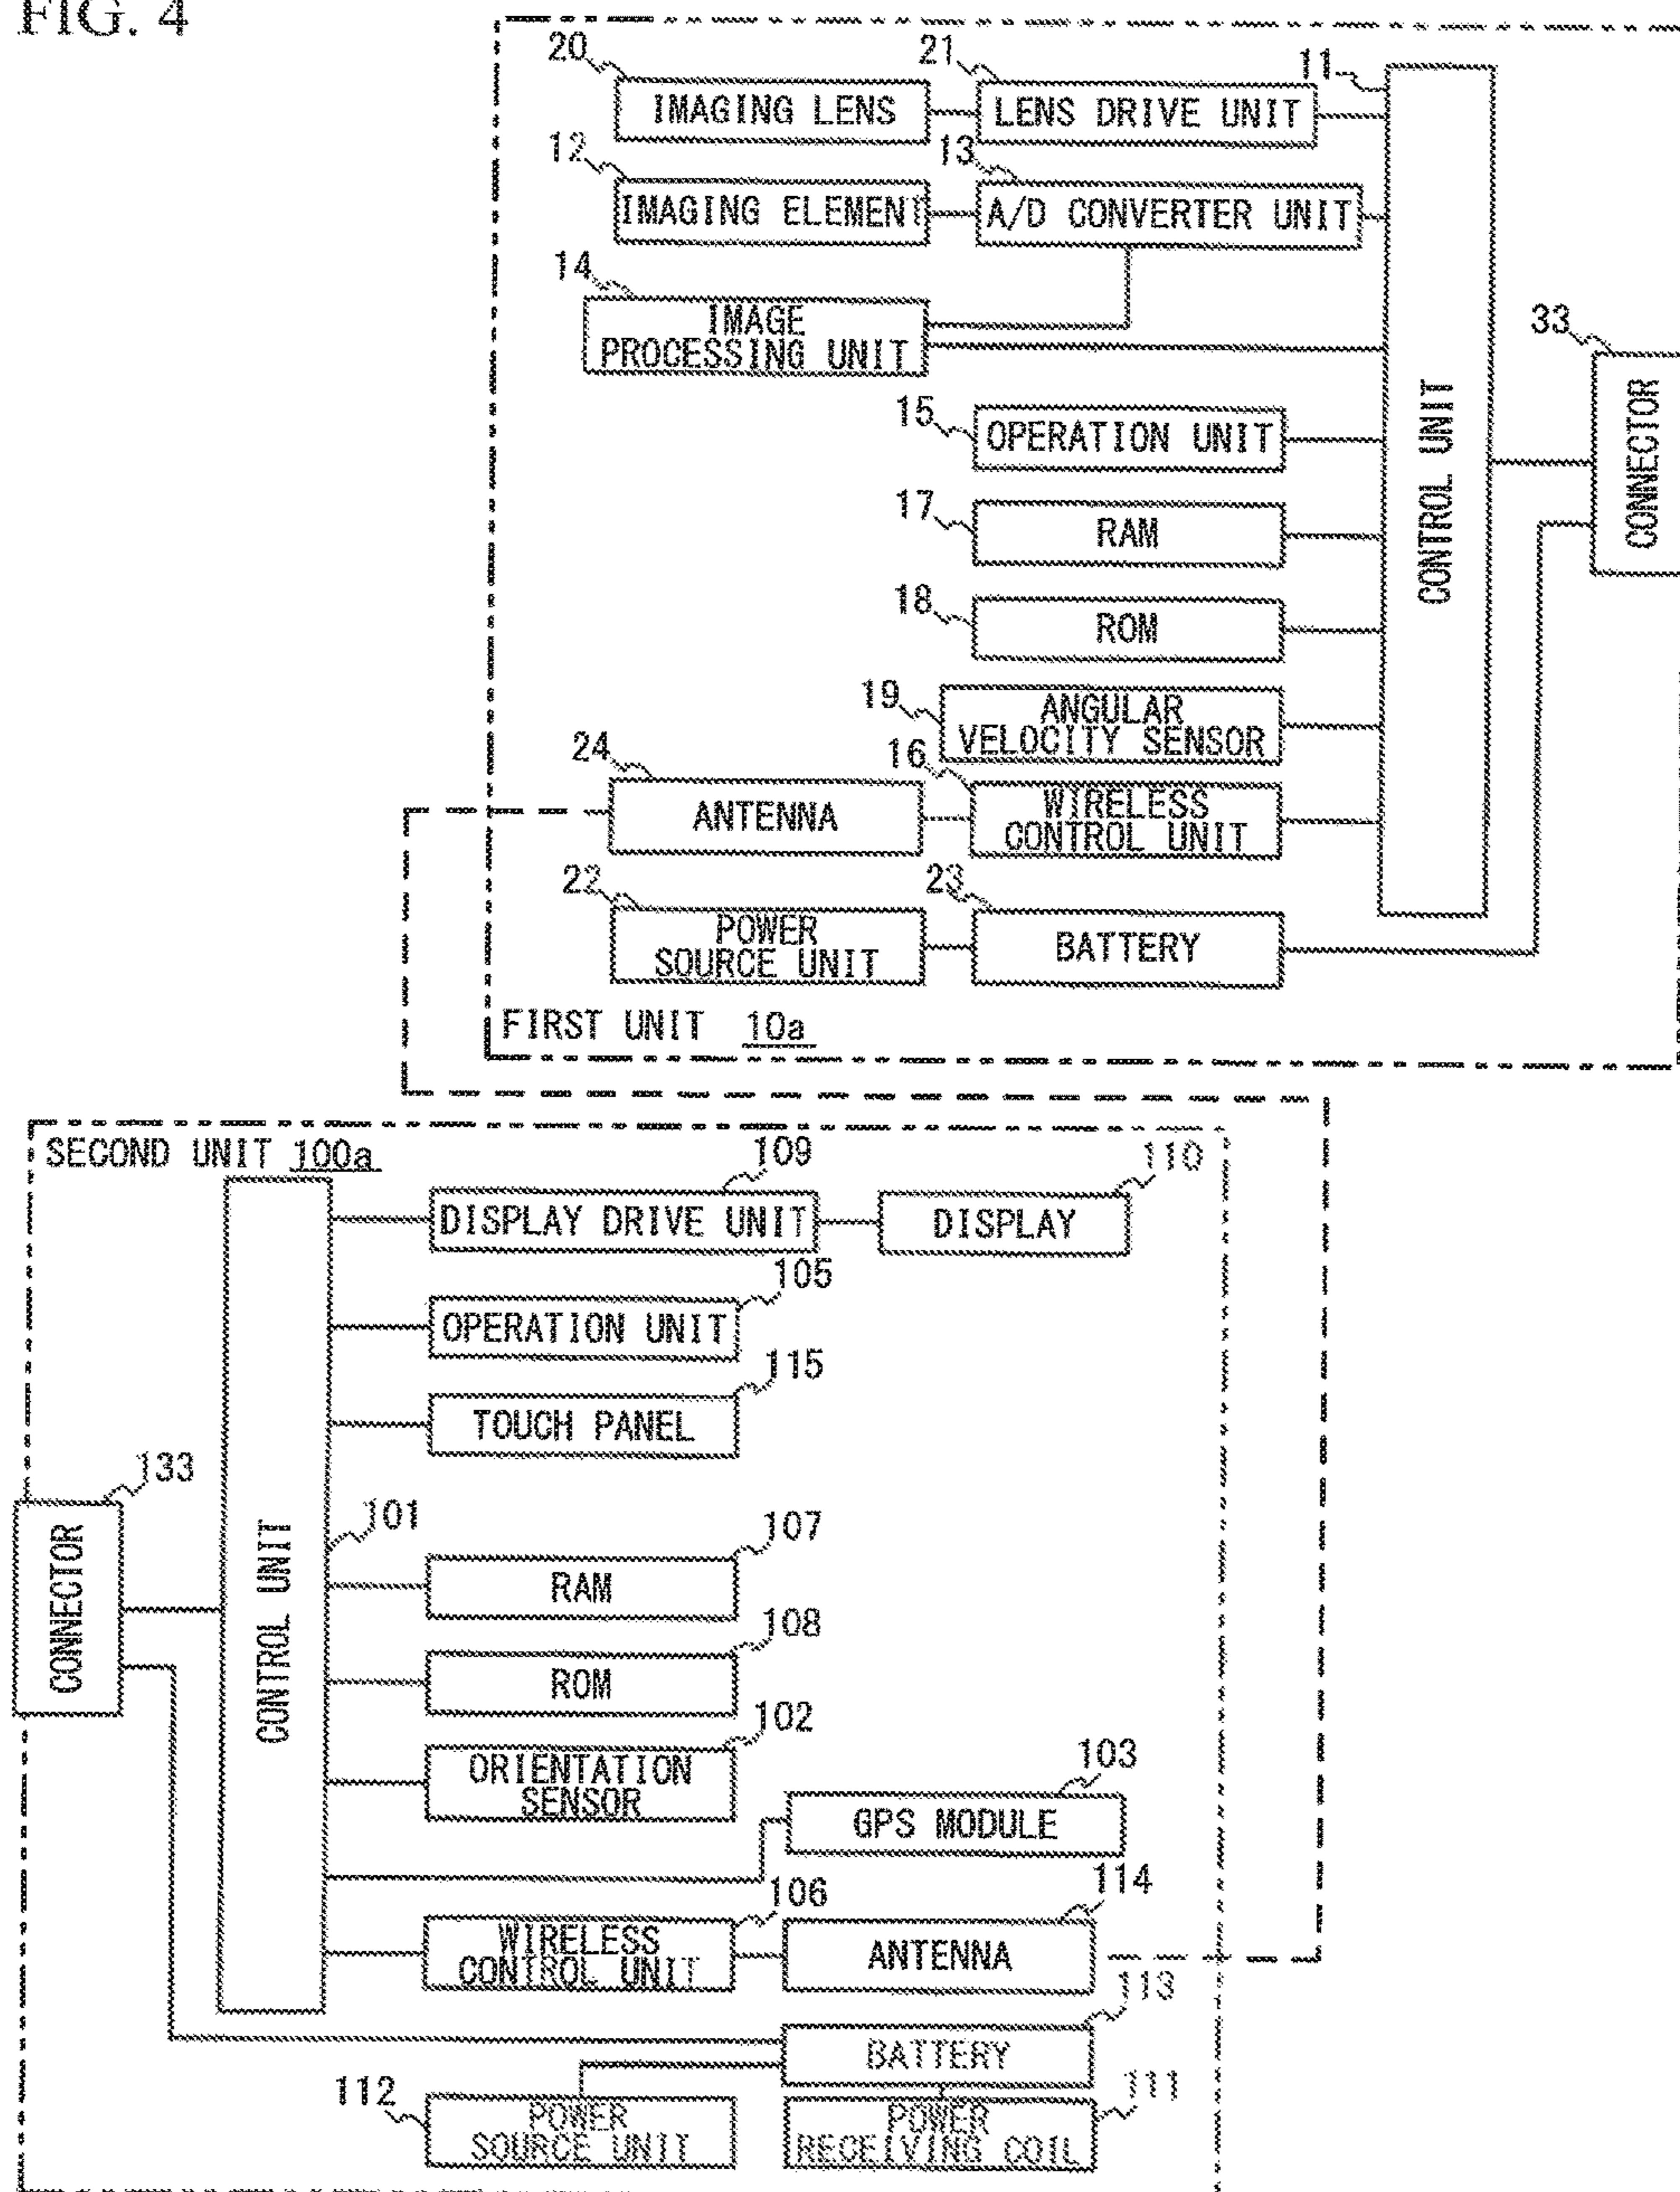 FIG. 4
20
21
11
IMAGING LENS
LENS DRIVE UNIT
12
13
IMAGING ELEMENT
A/D CONVERTER UNIT
14
IMAGE
PROCESSING UNIT
33
CONNECTOR
CONTROL UNIT
15
OPERATION UNIT
17
RAM
18
ROM
19
ANGULAR
VELOCITY SENSOR
24
16
ANTENNA
WIRELESS
CONTROL UNIT
22
23
POWER
SOURCE UNIT
BATTERY
FIRST UNIT 10a
SECOND UNIT 100a
109
110
DISPLAY DRIVE UNIT
DISPLAY
105
OPERATION UNIT
115
TOUCH PANEL
133
CONNECTOR
101
CONTROL UNIT
107
RAM
108
ROM
102
ORIENTATION
SENSOR
103
GPS MODULE
106
114
WIRELESS
CONTROL UNIT
ANTENNA
113
BATTERY
112
111
POWER
SOURCE UNIT
POWER
RECEIVING COIL